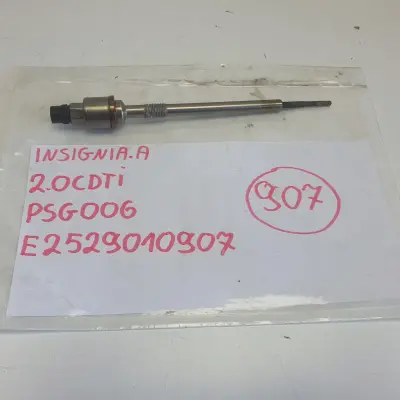 INSIGNIA.A
2.0CDTi
PSG006
E2529010907
907